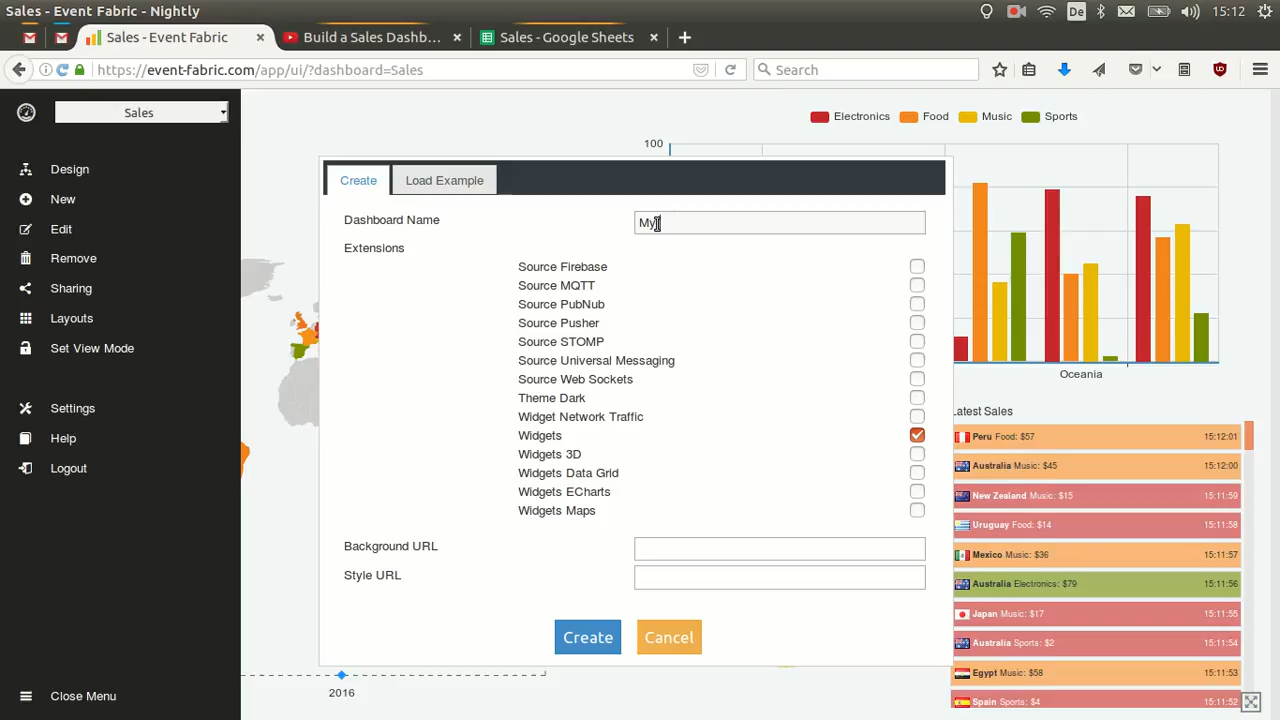 Sales - Event Fabric - Nightly
De
15:12
Sales - Event Fabric
Build a Sales Dashb...
Sales - Google Sheets
https://event-fabric.com/app/ui/?dashboard=Sales
Search
Sales
Design
New
Edit
Remove
Sharing
Layouts
Set View Mode
Settings
Help
Logout
Close Menu
Create
Load Example
Dashboard Name
My
Extensions
Source Firebase
Source MQTT
Source PubNub
Source Pusher
Source STOMP
Source Universal Messaging
Source Web Sockets
Theme Dark
Widget Network Traffic
Widgets
Widgets 3D
Widgets Data Grid
Widgets ECharts
Widgets Maps
Background URL
Style URL
Create
Cancel
2016
Electronics
Food
Music
Sports
100
Oceania
Latest Sales
Peru Food: $57 15:12:01
Australia Music: $45 15:12:00
New Zealand Music: $15 15:11:59
Uruguay Food: $14 15:11:58
Mexico Music: $36 15:11:57
Australia Electronics: $79 15:11:56
Japan Music: $17 15:11:55
Australia Sports: $2 15:11:54
Egypt Music: $58 15:11:53
Spain Sports: $4 15:11:52